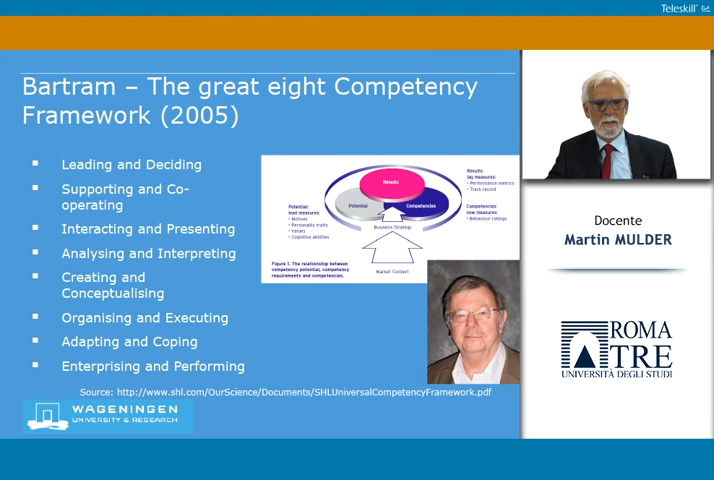 Teleskill
Bartram – The great eight Competency
Framework (2005)
Leading and Deciding
Supporting and Co-
operating
Interacting and Presenting
Analysing and Interpreting
Creating and
Conceptualising
Organising and Executing
Adapting and Coping
Enterprising and Performing
Results
Potential
Competencies
Business Strategy
Market Context
Potential:
lead measures:
• Motives
• Personality traits
• Values
• Cognitive abilities
Results:
lag measures:
• Performance metrics
• Track record
Competencies:
now measures:
• Behaviour ratings
Figure 1. The relationship between
competency potential, competency
requirements and competencies.
Source: http://www.shl.com/OurScience/Documents/SHLUniversalCompetencyFramework.pdf
WAGENINGEN
UNIVERSITY & RESEARCH
Docente
Martin MULDER
ROMA
TRE
UNIVERSITÀ DEGLI STUDI